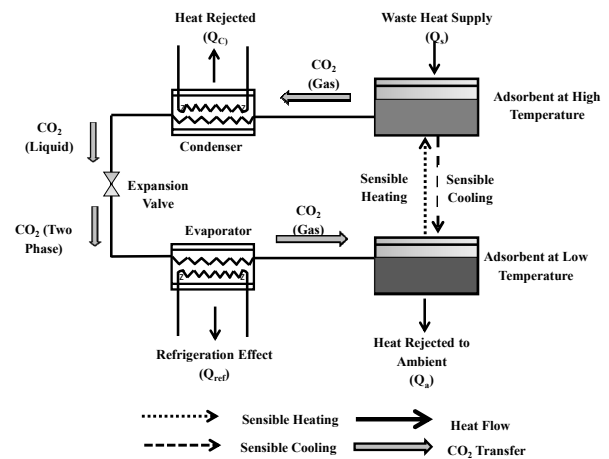 Heat Rejected
(Q_C)
Waste Heat Supply
(Q_s)
CO₂
(Gas)
Adsorbent at High
Temperature
CO₂
(Liquid)
Condenser
Sensible
Heating
Sensible
Cooling
Expansion
Valve
CO₂ (Two
Phase)
Evaporator
CO₂
(Gas)
Adsorbent at Low
Temperature
Refrigeration Effect
(Q_ref)
Heat Rejected to
Ambient
(Q_a)
Sensible Heating
Heat Flow
Sensible Cooling
CO₂ Transfer